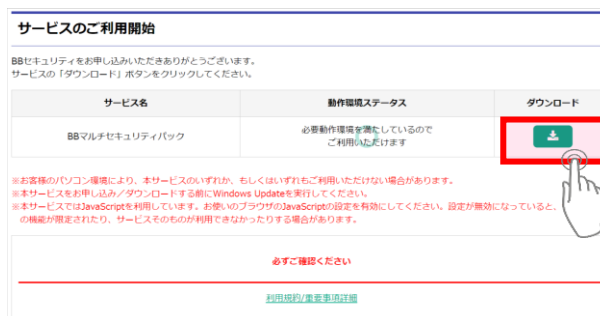 サービスのご利用開始
BBセキュリティをお申し込みいただきありがとうございます。
サービスの「ダウンロード」ボタンをクリックしてください。
サービス名 動作環境ステータス ダウンロード
BBマルチセキュリティパック 必要動作環境を満たしているので
ご利用いただけます
※お客様のパソコン環境により、本サービスのいずれか、もしくはいずれもご利用いただけない場合があります。
※本サービスをお申し込み／ダウンロードする前にWindows Updateを実行してください。
※本サービスではJavaScriptを利用しています。お使いのブラウザのJavaScriptの設定を有効にしてください。設定が無効になっていると、
の機能が限定されたり、サービスそのものが利用できなかったりする場合があります。
必ずご確認ください
利用規約/重要事項詳細